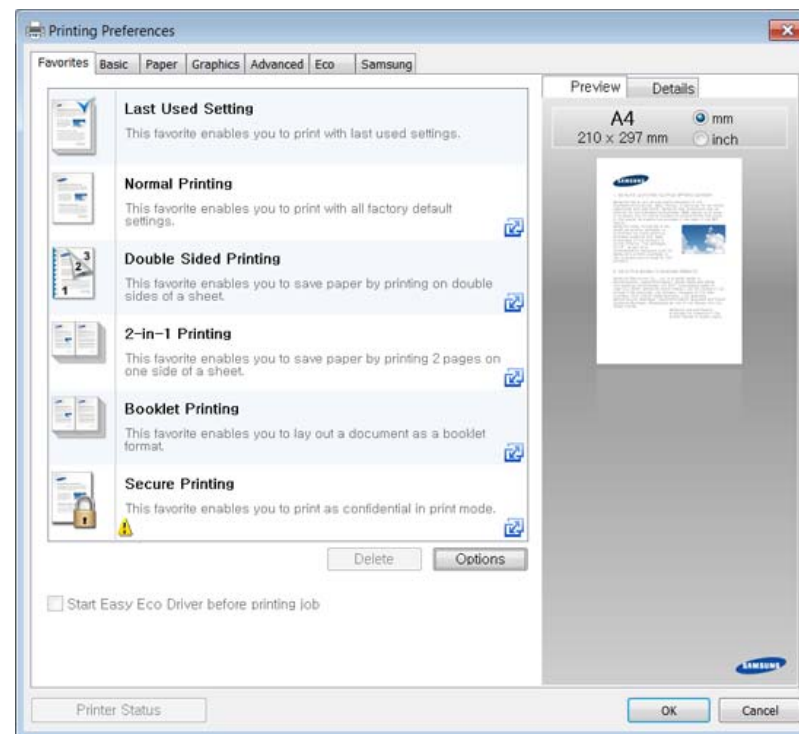 Printing Preferences
Favorites Basic Paper Graphics Advanced Eco Samsung
Last Used Setting
This favorite enables you to print with last used settings.
Normal Printing
This favorite enables you to print with all factory default
settings.
3
2
1
Double Sided Printing
This favorite enables you to save paper by printing on double
sides of a sheet.
2-in-1 Printing
This favorite enables you to save paper by printing 2 pages on
one side of a sheet.
Booklet Printing
This favorite enables you to lay out a document as a booklet
format.
Secure Printing
This favorite enables you to print as confidential in print mode.
Delete Options
Start Easy Eco Driver before printing job
Preview Details
A4
210 x 297 mm
mm
inch
SAMSUNG
SAMSUNG
Printer Status OK Cancel